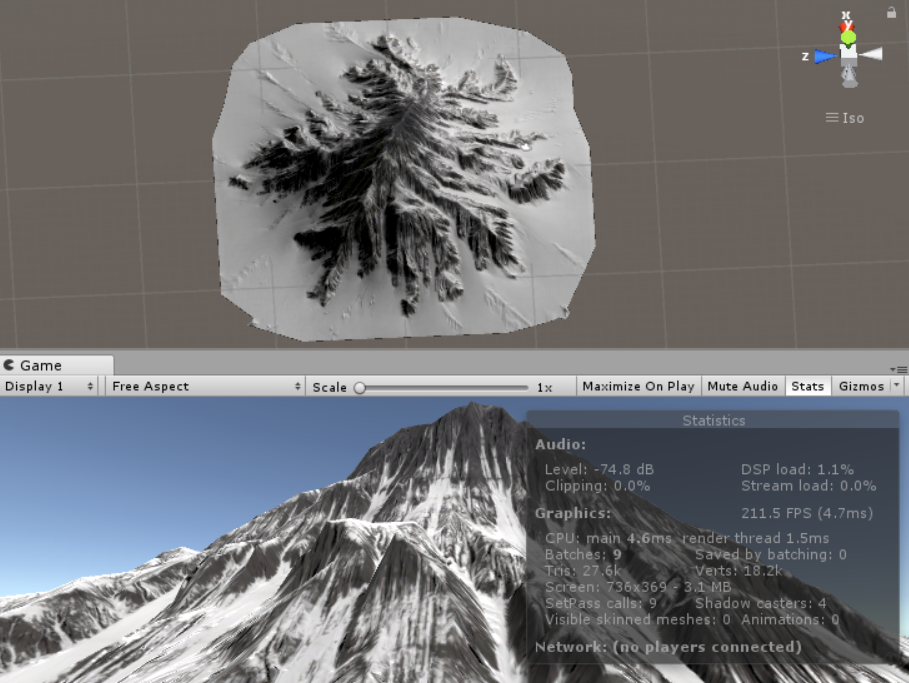 X
Y
Z
Iso
Game
Display 1 Free Aspect Scale 1x Maximize On Play Mute Audio Stats Gizmos
Statistics
Audio:
Level: -74.8 dB DSP load: 1.1%
Clipping: 0.0% Stream load: 0.0%
Graphics: 211.5 FPS (4.7ms)
CPU: main 4.6ms render thread 1.5ms
Batches: 9 Saved by batching: 0
Tris: 27.6k Verts: 18.2k
Screen: 736x369 - 3.1 MB
SetPass calls: 9 Shadow casters: 4
Visible skinned meshes: 0 Animations: 0
Network: (no players connected)